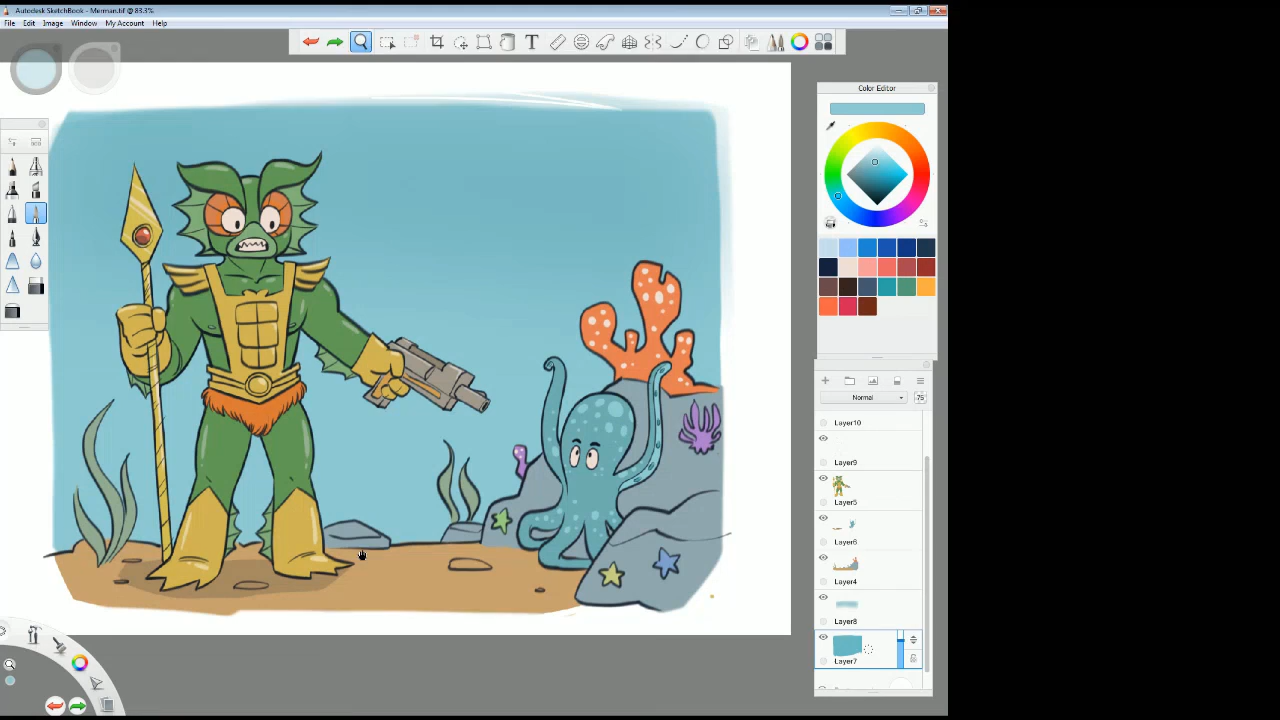 Autodesk SketchBook - Merman.tif @ 83.3%
File Edit Image Window My Account Help
T
Color Editor
Normal
75
Layer10
Layer9
Layer5
Layer6
Layer4
Layer8
Layer7